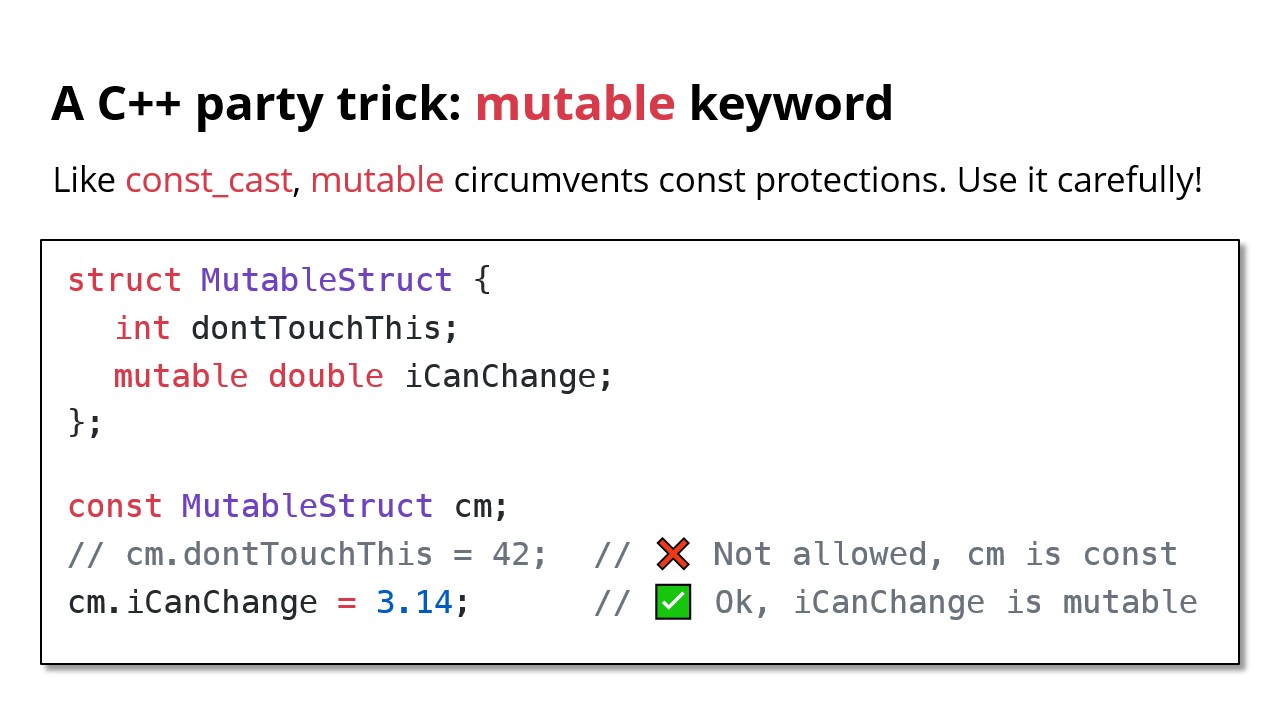 A C++ party trick: mutable keyword
Like const_cast, mutable circumvents const protections. Use it carefully!
struct MutableStruct {
int dontTouchThis;
mutable double iCanChange;
};
const MutableStruct cm;
// cm.dontTouchThis = 42; // ❌ Not allowed, cm is const
cm.iCanChange = 3.14; // ✅ Ok, iCanChange is mutable